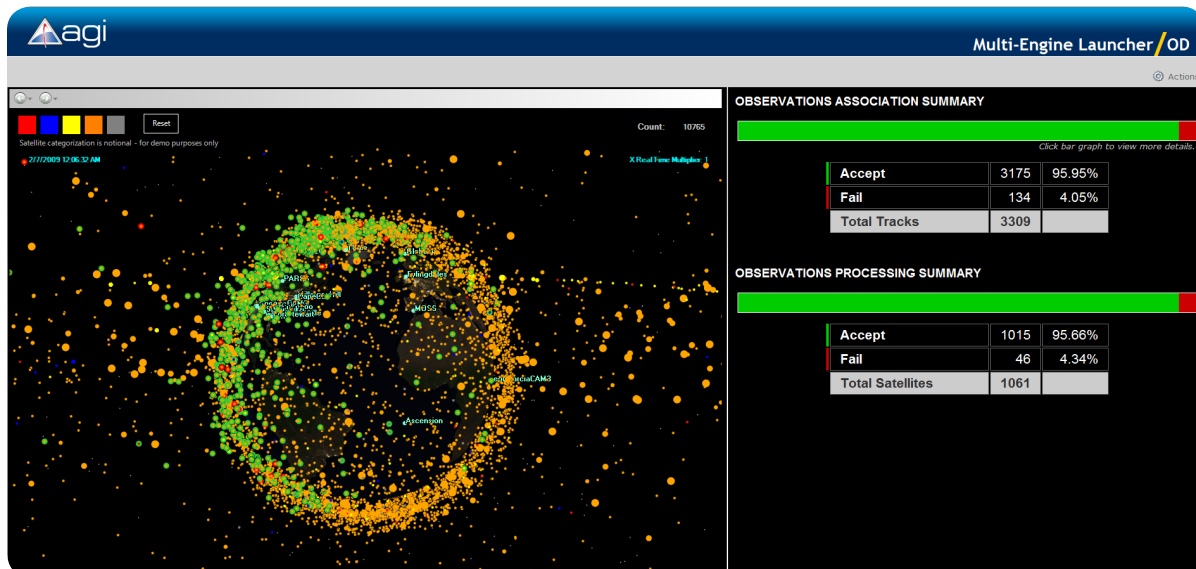 agi
Multi-Engine Launcher/OD
Actions
Reset
Count: 10765
Satellite categorization is notional - for demo purposes only
2/7/2009 12:06:32 AM
X Real Time Multiplier 1
Fylingdales
MOSS
Ascension
OBSERVATIONS ASSOCIATION SUMMARY
Click bar graph to view more details.
Accept 3175 95.95%
Fail 134 4.05%
Total Tracks 3309
OBSERVATIONS PROCESSING SUMMARY
Accept 1015 95.66%
Fail 46 4.34%
Total Satellites 1061